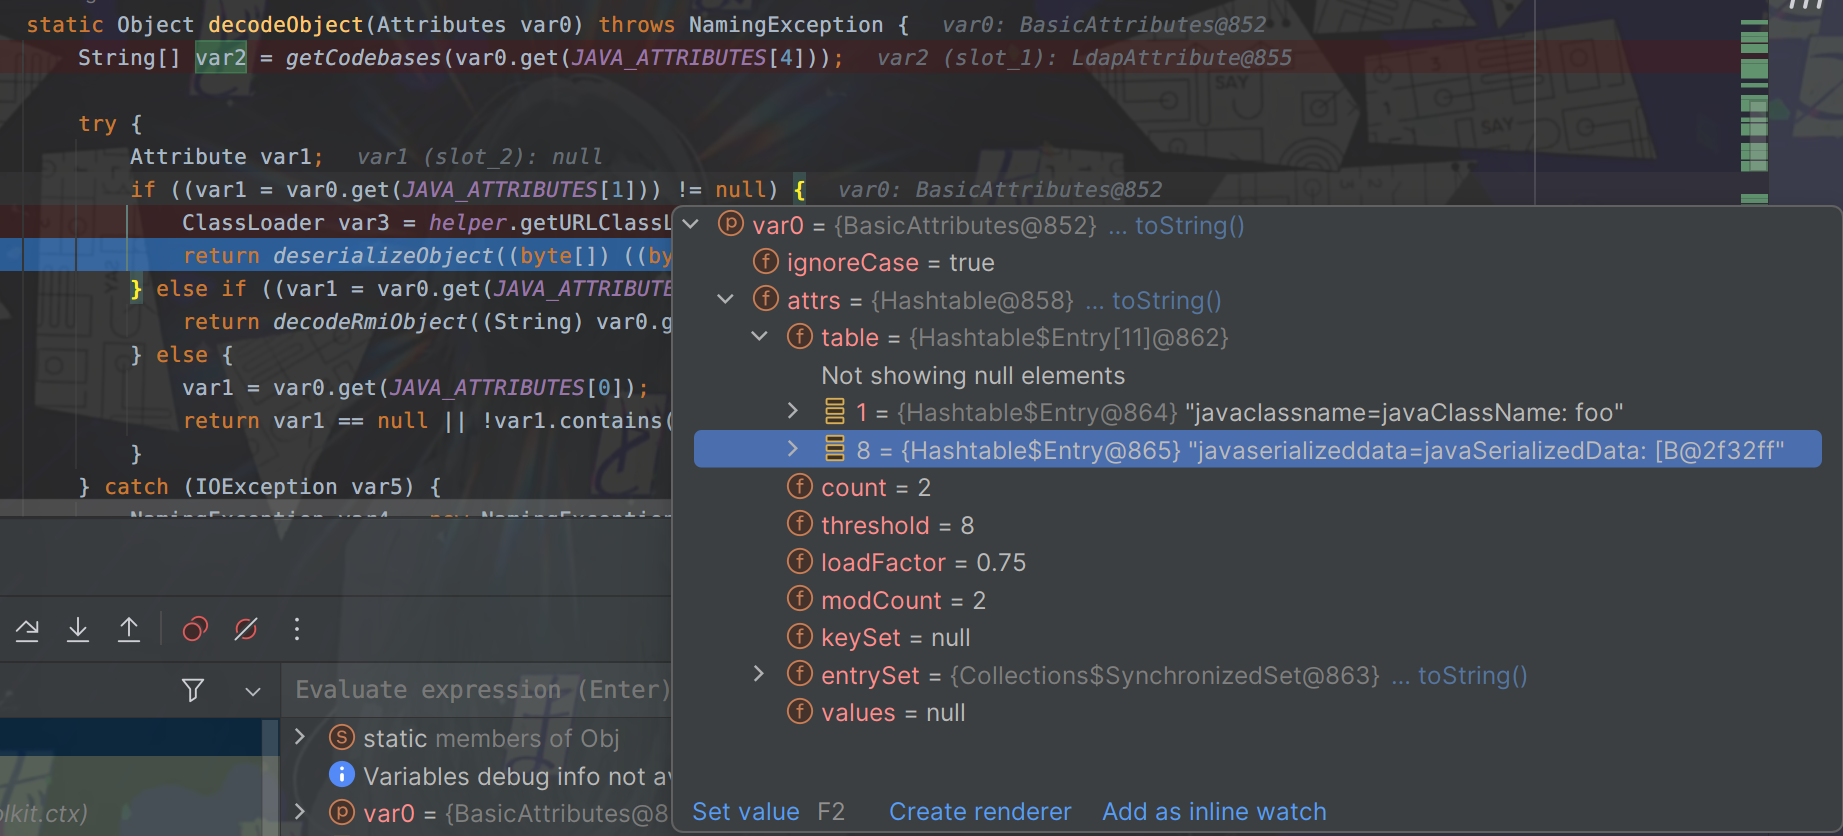 static Object decodeObject(Attributes var0) throws NamingException {   var0: BasicAttributes@852
String[] var2 = getCodebases(var0.get(JAVA_ATTRIBUTES[4]));   var2 (slot_1): LdapAttribute@855
try {
Attribute var1;   var1 (slot_2): null
if ((var1 = var0.get(JAVA_ATTRIBUTES[1])) != null) {   var0: BasicAttributes@852
ClassLoader var3 = helper.getURLClassL
return deserializeObject((byte[]) ((by
} else if ((var1 = var0.get(JAVA_ATTRIBUTE
return decodeRmiObject((String) var0.g
} else {
var1 = var0.get(JAVA_ATTRIBUTES[0]);
return var1 == null || !var1.contains(
}
} catch (IOException var5) {
NamingException var4 = new NamingException
var0 = {BasicAttributes@852} ... toString()
ignoreCase = true
attrs = {Hashtable@858} ... toString()
table = {Hashtable$Entry[11]@862}
Not showing null elements
1 = {Hashtable$Entry@864} "javaclassname=javaClassName: foo"
8 = {Hashtable$Entry@865} "javaserializeddata=javaSerializedData: [B@2f32ff"
count = 2
threshold = 8
loadFactor = 0.75
modCount = 2
keySet = null
entrySet = {Collections$SynchronizedSet@863} ... toString()
values = null
Set value F2 Create renderer Add as inline watch
Evaluate expression (Enter)
static members of Obj
Variables debug info not av
var0 = {BasicAttributes@8
lkit.ctx)
SAY
SAY